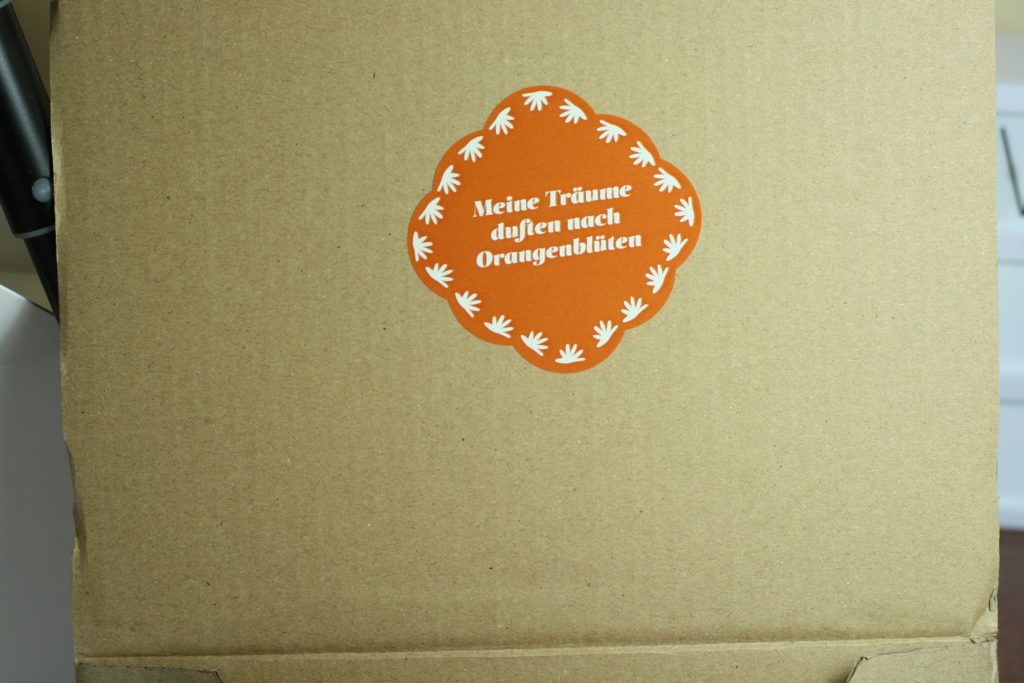 Meine Träume
duften nach
Orangenblüten